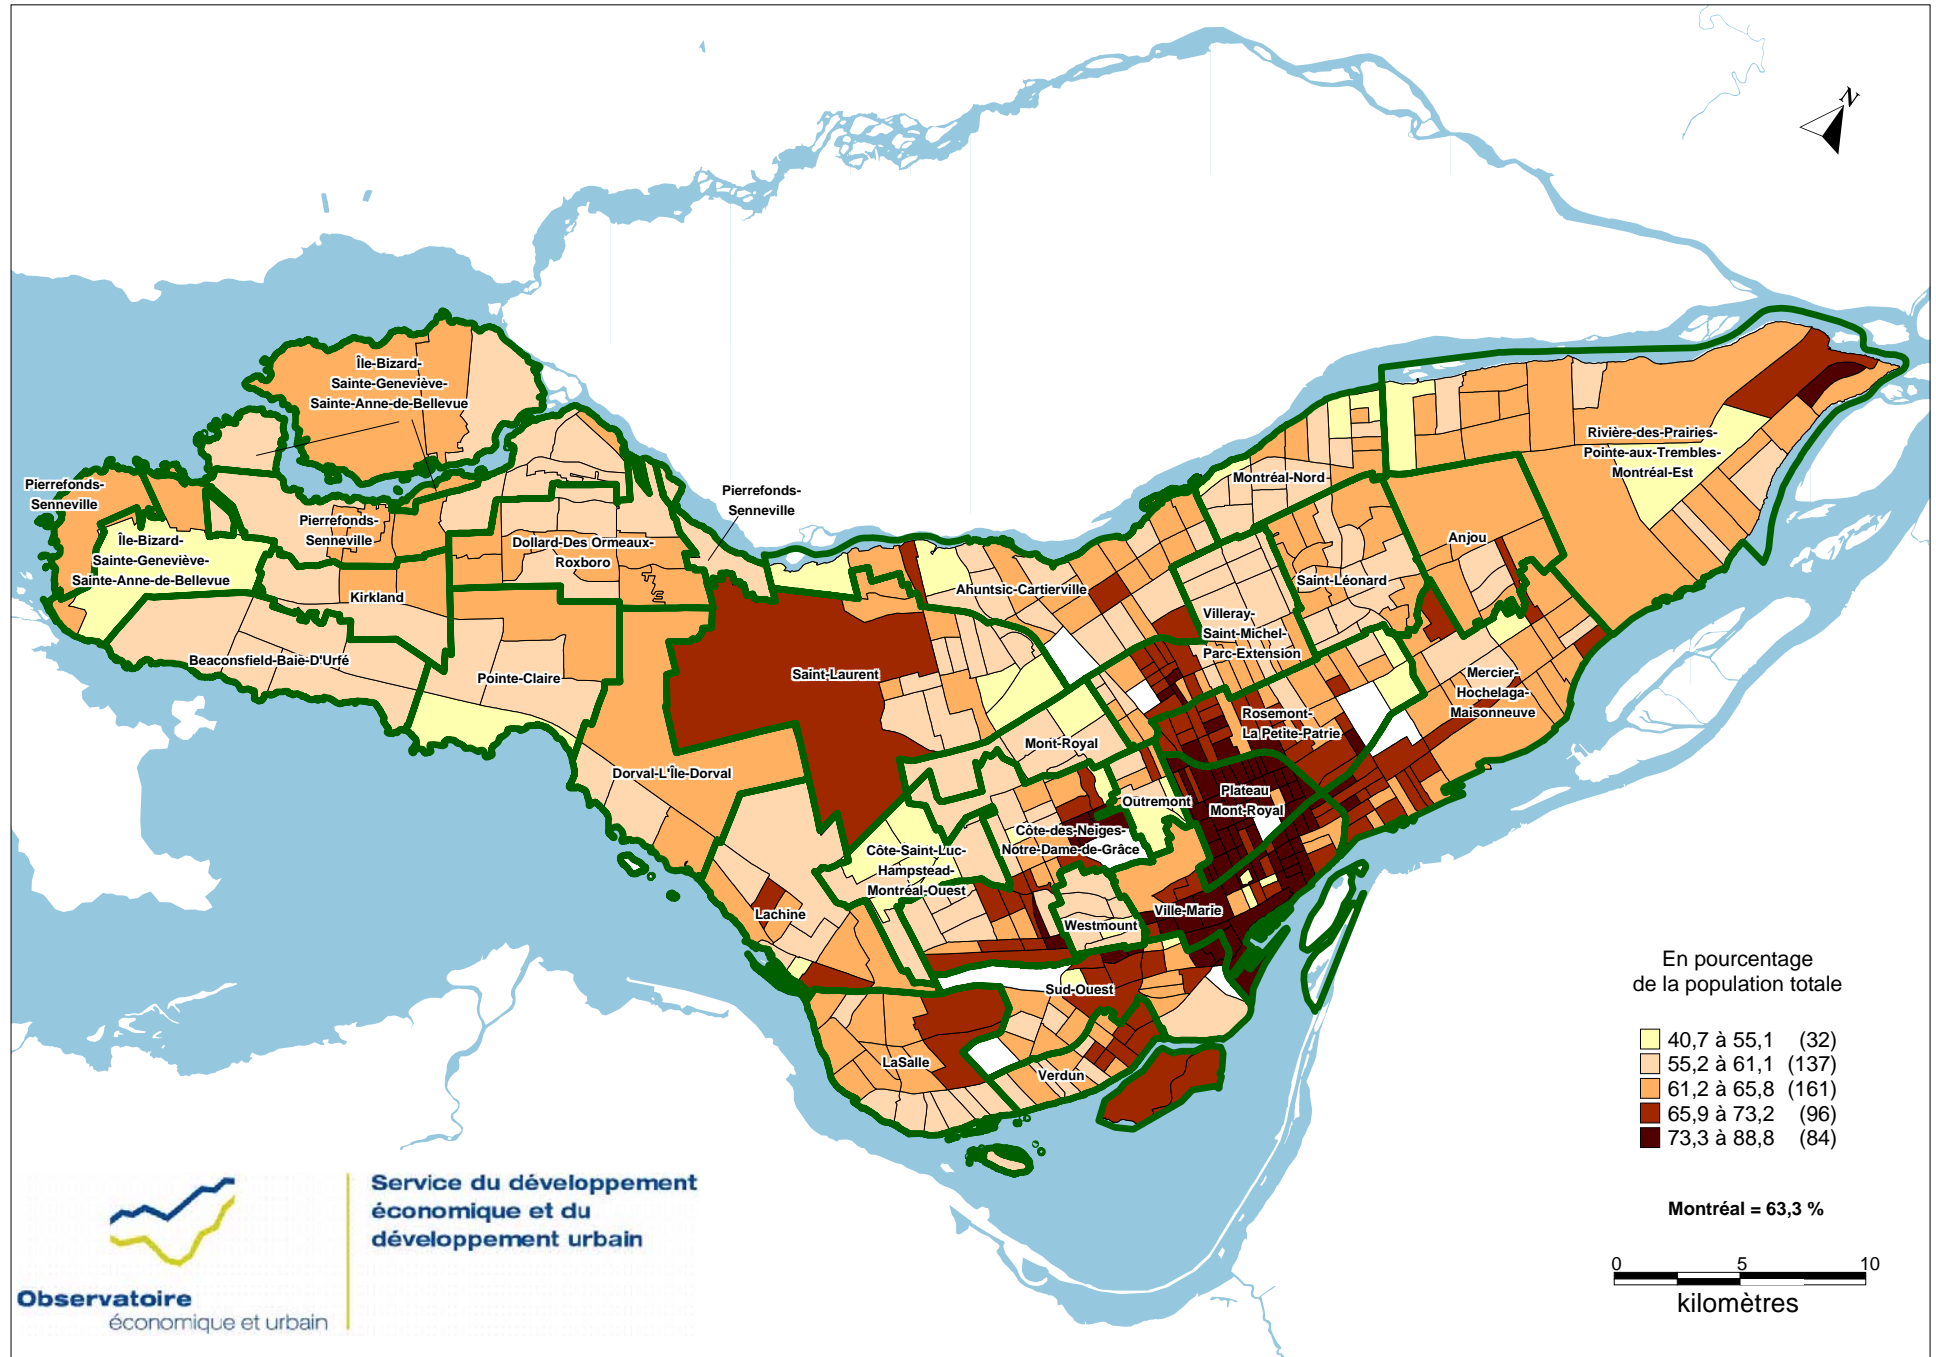 N
Île-Bizard-
Sainte-Geneviève-
Sainte-Anne-de-Bellevue
Pierrefonds-
Senneville
Pierrefonds-
Senneville
Pierrefonds-
Senneville
Île-Bizard-
Sainte-Geneviève-
Sainte-Anne-de-Bellevue
Dollard-Des Ormeaux-
Roxboro
Kirkland
Beaconsfield-Baie-D'Urfé
Pointe-Claire
Dorval-L'Île-Dorval
Saint-Laurent
Ahuntsic-Cartierville
Montréal-Nord
Rivière-des-Prairies-
Pointe-aux-Trembles-
Montréal-Est
Anjou
Saint-Léonard
Villeray-
Saint-Michel-
Parc-Extension
Mercier-
Hochelaga-
Maisonneuve
Rosemont-
La Petite-Patrie
Mont-Royal
Outremont
Plateau
Mont-Royal
Côte-des-Neiges-
Notre-Dame-de-Grâce
Côte-Saint-Luc-
Hampstead-
Montréal-Ouest
Lachine
Westmount
Ville-Marie
Sud-Ouest
LaSalle
Verdun
En pourcentage
de la population totale
40,7 à 55,1 (32)
55,2 à 61,1 (137)
61,2 à 65,8 (161)
65,9 à 73,2 (96)
73,3 à 88,8 (84)
Montréal = 63,3 %
0 5 10
kilomètres
Service du développement
économique et du
développement urbain
Observatoire
économique et urbain